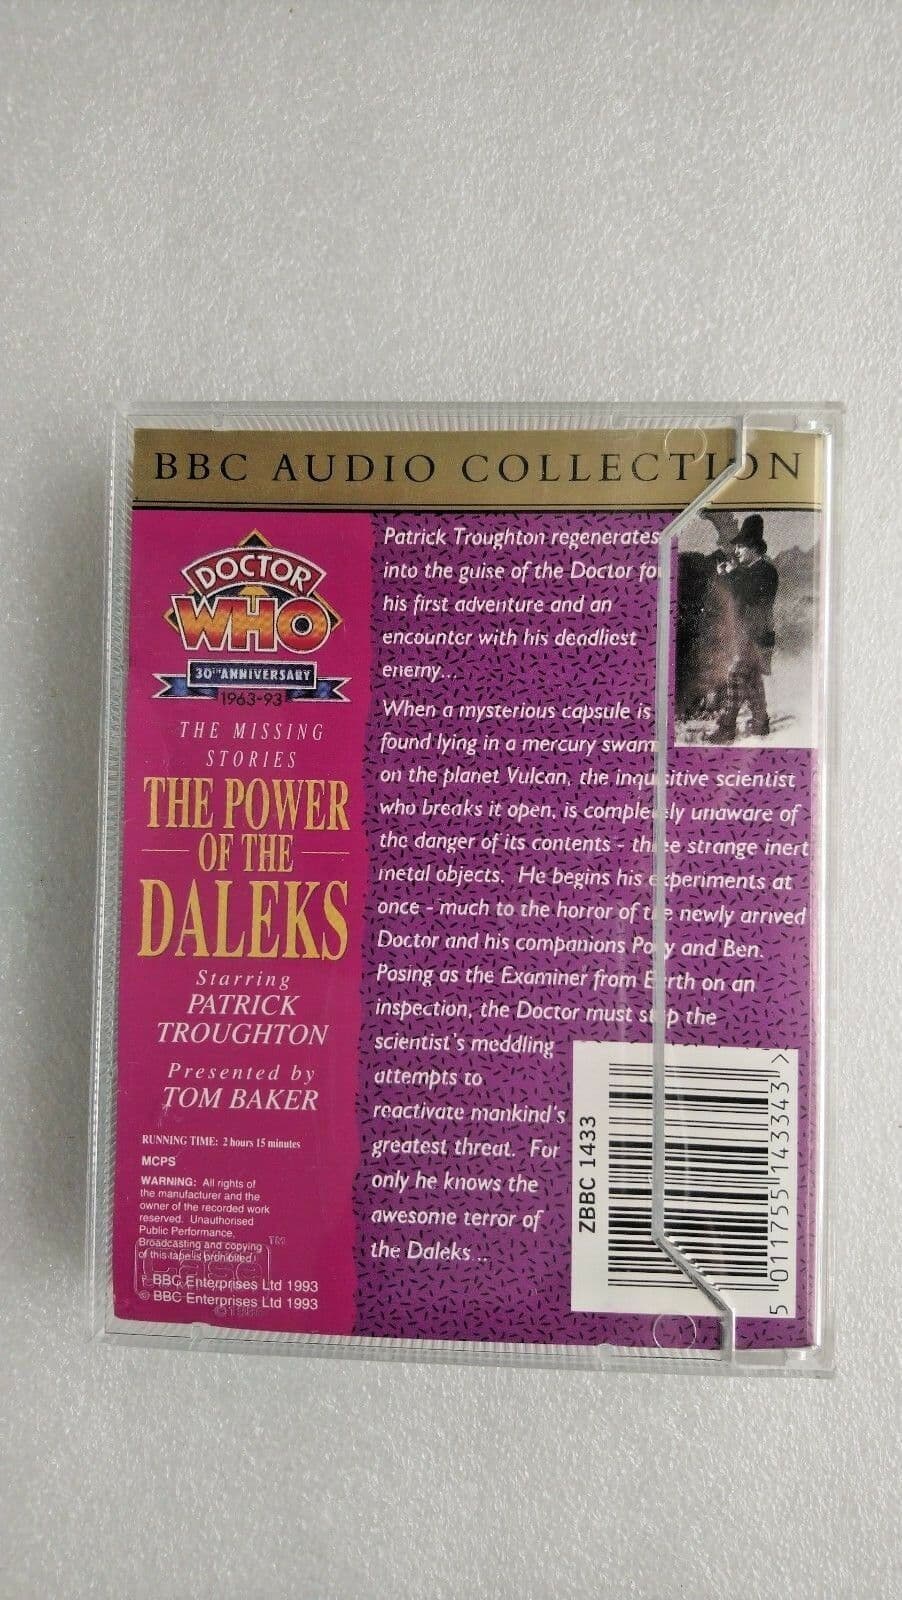 BBC AUDIO COLLECTION
DOCTOR
WHO
30TH ANNIVERSARY
1963-93
THE MISSING
STORIES
THE POWER
OF THE
DALEKS
Starring
PATRICK
TROUGHTON
Presented by
TOM BAKER
RUNNING TIME: 2 hours 15 minutes
MCPS
WARNING: All rights of
the manufacturer and the
owner of the recorded work
reserved. Unauthorised
Public Performance,
Broadcasting and copying
of this tape is prohibited
℗ BBC Enterprises Ltd 1993
© BBC Enterprises Ltd 1993
Patrick Troughton regenerates
into the guise of the Doctor for
his first adventure and an
encounter with his deadliest
enemy...
When a mysterious capsule is
found lying in a mercury swamp
on the planet Vulcan, the inquisitive scientist
who breaks it open, is completely unaware of
the danger of its contents - three strange inert
metal objects. He begins his experiments at
once - much to the horror of the newly arrived
Doctor and his companions Polly and Ben.
Posing as the Examiner from Earth on an
inspection, the Doctor must stop the
scientist's meddling
attempts to
reactivate mankind's
greatest threat. For
only he knows the
awesome terror of
the Daleks...
ZBBC 1433
5 011755 143343 >